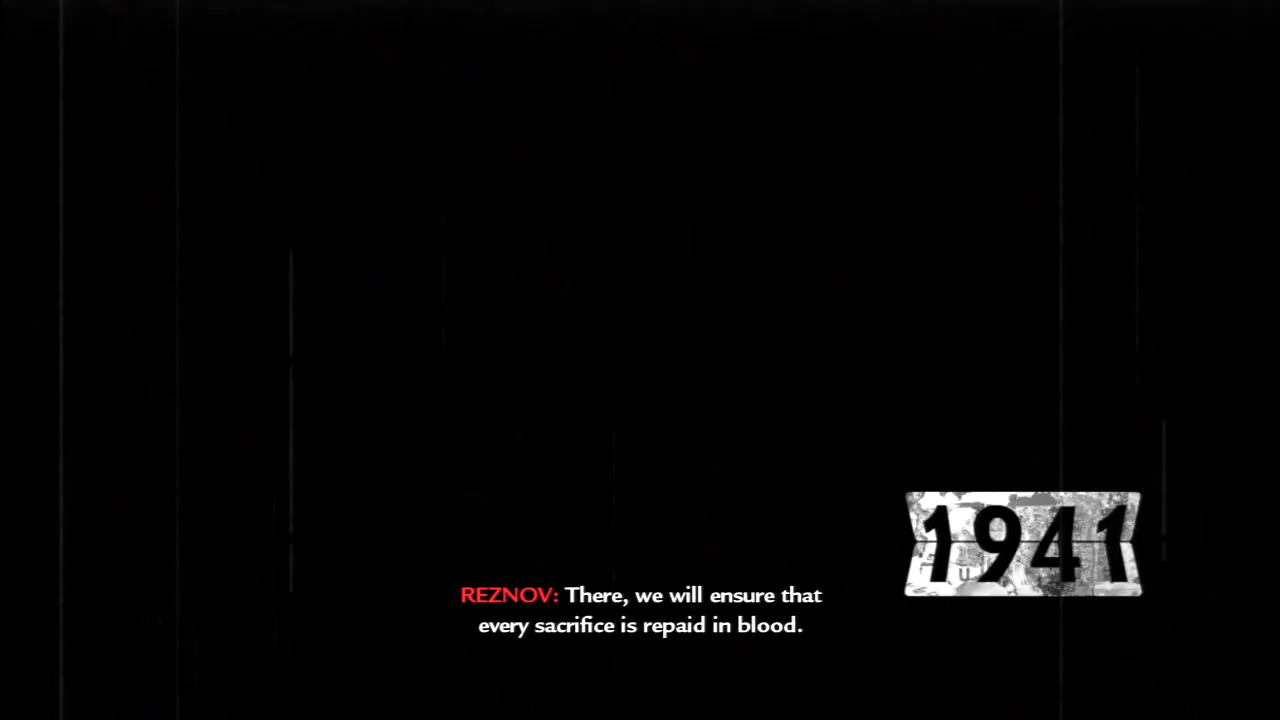 1941
REZNOV: There, we will ensure that
every sacrifice is repaid in blood.